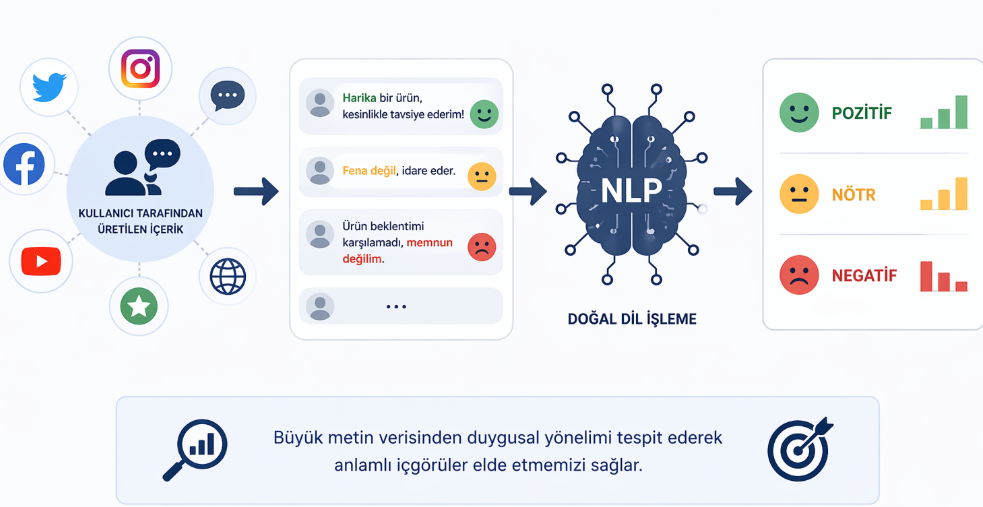 KULLANICI TARAFINDAN
ÜRETİLEN İÇERİK
Harika bir ürün,
kesinlikle tavsiye ederim!
Fena değil, idare eder.
Ürün beklentimi
karşılamadı, memnun
değilim.
...
NLP
DOĞAL DİL İŞLEME
POZİTİF
NÖTR
NEGATİF
Büyük metin verisinden duygusal yönelimi tespit ederek
anlamlı içgörüler elde etmemizi sağlar.